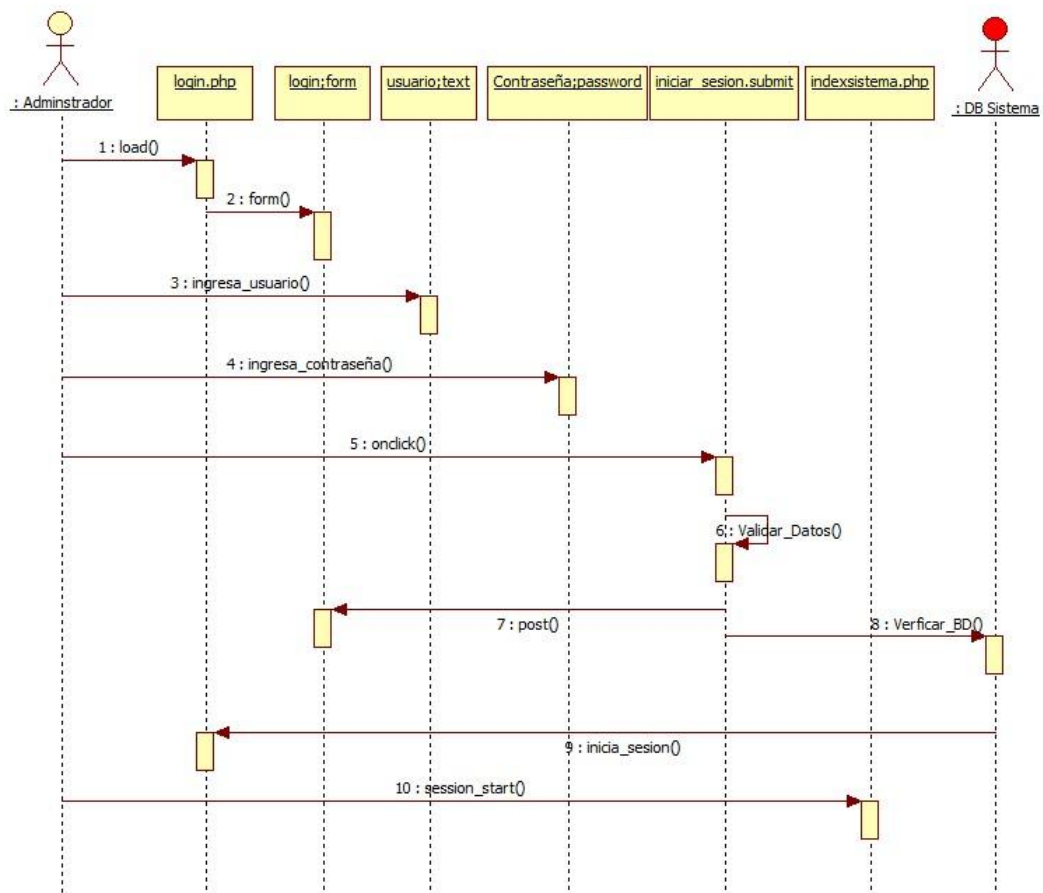 : Adminstrador
login.php
login;form
usuario;text
Contraseña;password
iniciar_sesion.submit
indexsistema.php
: DB Sistema
1 : load()
2 : form()
3 : ingresa_usuario()
4 : ingresa_contraseña()
5 : onclick()
6 : Validar_Datos()
7 : post()
8 : Verficar_BD()
9 : inicia_sesion()
10 : session_start()